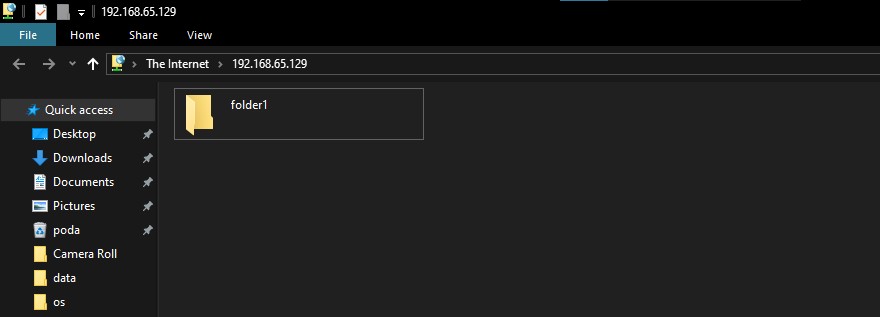 192.168.65.129
File Home Share View
The Internet 192.168.65.129
folder1
Quick access
Desktop
Downloads
Documents
Pictures
poda
Camera Roll
data
os